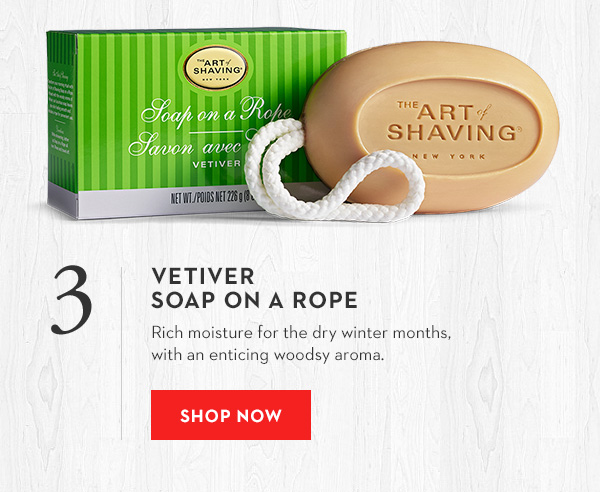 THE
ART of
SHAVING®
NEW YORK
Soap on a Rope
Savon avec
VETIVER
NET WT./POIDS NET 226 g
THE
ART of
SHAVING®
NEW YORK
3
VETIVER
SOAP ON A ROPE
Rich moisture for the dry winter months,
with an enticing woodsy aroma.
SHOP NOW